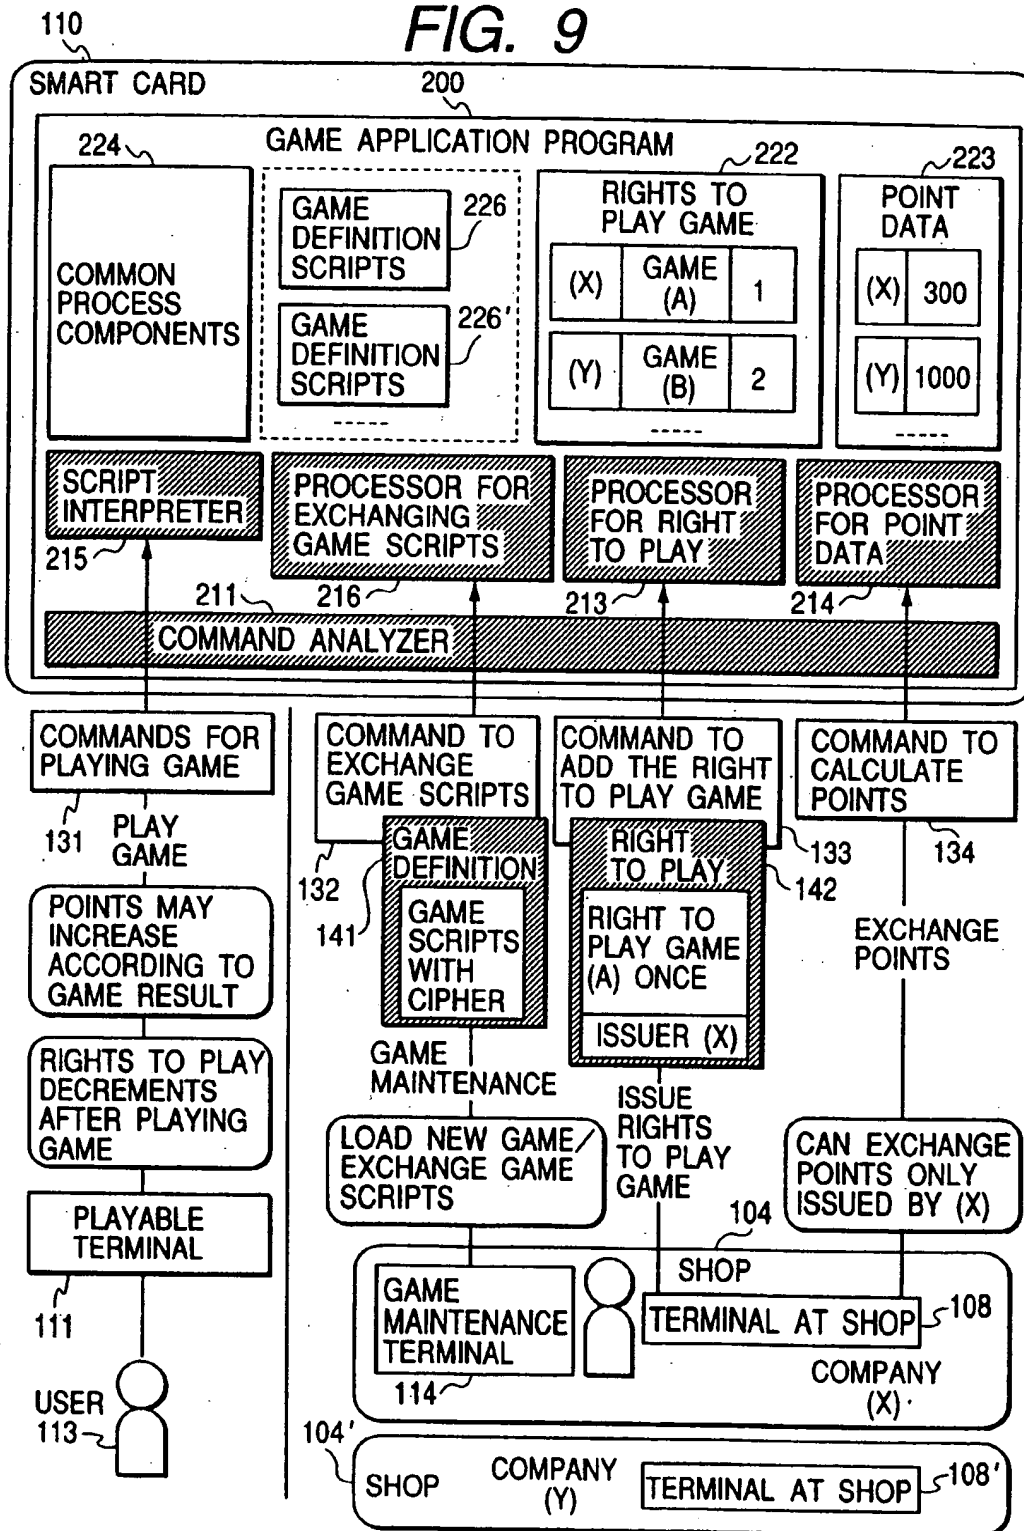 FIG. 9
110
SMART CARD
200
GAME APPLICATION PROGRAM
224
COMMON
PROCESS
COMPONENTS
GAME
DEFINITION
SCRIPTS
226
GAME
DEFINITION
SCRIPTS
226'
222
RIGHTS TO
PLAY GAME
(X)
GAME
(A)
1
(Y)
GAME
(B)
2
223
POINT
DATA
(X)
300
(Y)
1000
SCRIPT
INTERPRETER
215
PROCESSOR FOR
EXCHANGING
GAME SCRIPTS
216
PROCESSOR
FOR RIGHT
TO PLAY
213
PROCESSOR
FOR POINT
DATA
214
211
COMMAND ANALYZER
COMMANDS FOR
PLAYING GAME
131
PLAY
GAME
POINTS MAY
INCREASE
ACCORDING TO
GAME RESULT
RIGHTS TO PLAY
DECREMENTS
AFTER PLAYING
GAME
PLAYABLE
TERMINAL
111
USER
113
COMMAND TO
EXCHANGE
GAME SCRIPTS
132
GAME
DEFINITION
141
GAME
SCRIPTS
WITH
CIPHER
GAME
MAINTENANCE
LOAD NEW GAME/
EXCHANGE GAME
SCRIPTS
COMMAND TO
ADD THE RIGHT
TO PLAY GAME
133
RIGHT
TO PLAY
142
RIGHT TO
PLAY GAME
(A) ONCE
ISSUER (X)
ISSUE
RIGHTS
TO PLAY
GAME
COMMAND TO
CALCULATE
POINTS
134
EXCHANGE
POINTS
CAN EXCHANGE
POINTS ONLY
ISSUED BY (X)
104
SHOP
GAME
MAINTENANCE
TERMINAL
114
TERMINAL AT SHOP
108
COMPANY
(X)
104'
SHOP
COMPANY
(Y)
TERMINAL AT SHOP
108'